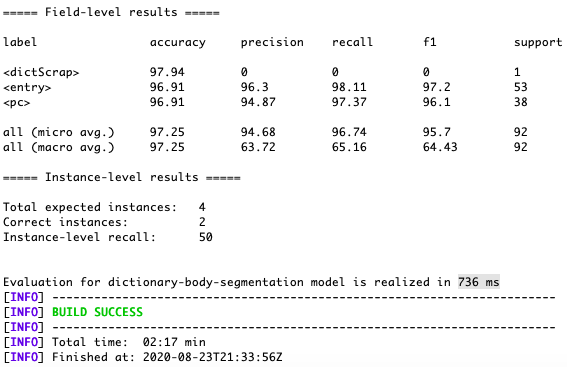 ===== Field-level results =====
label accuracy precision recall f1 support
<dictScrap> 97.94 0 0 0 1
<entry> 96.91 96.3 98.11 97.2 53
<pc> 96.91 94.87 97.37 96.1 38
all (micro avg.) 97.25 94.68 96.74 95.7 92
all (macro avg.) 97.25 63.72 65.16 64.43 92
===== Instance-level results =====
Total expected instances: 4
Correct instances: 2
Instance-level recall: 50
Evaluation for dictionary-body-segmentation model is realized in 736 ms
[INFO] ------------------------------------------------------------------------
[INFO] BUILD SUCCESS
[INFO] ------------------------------------------------------------------------
[INFO] Total time: 02:17 min
[INFO] Finished at: 2020-08-23T21:33:56Z